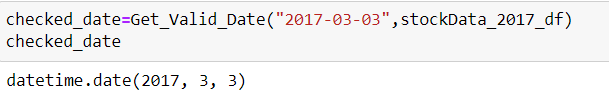 checked_date=Get_Valid_Date("2017-03-03",stockData_2017_df)
checked_date
datetime.date(2017, 3, 3)